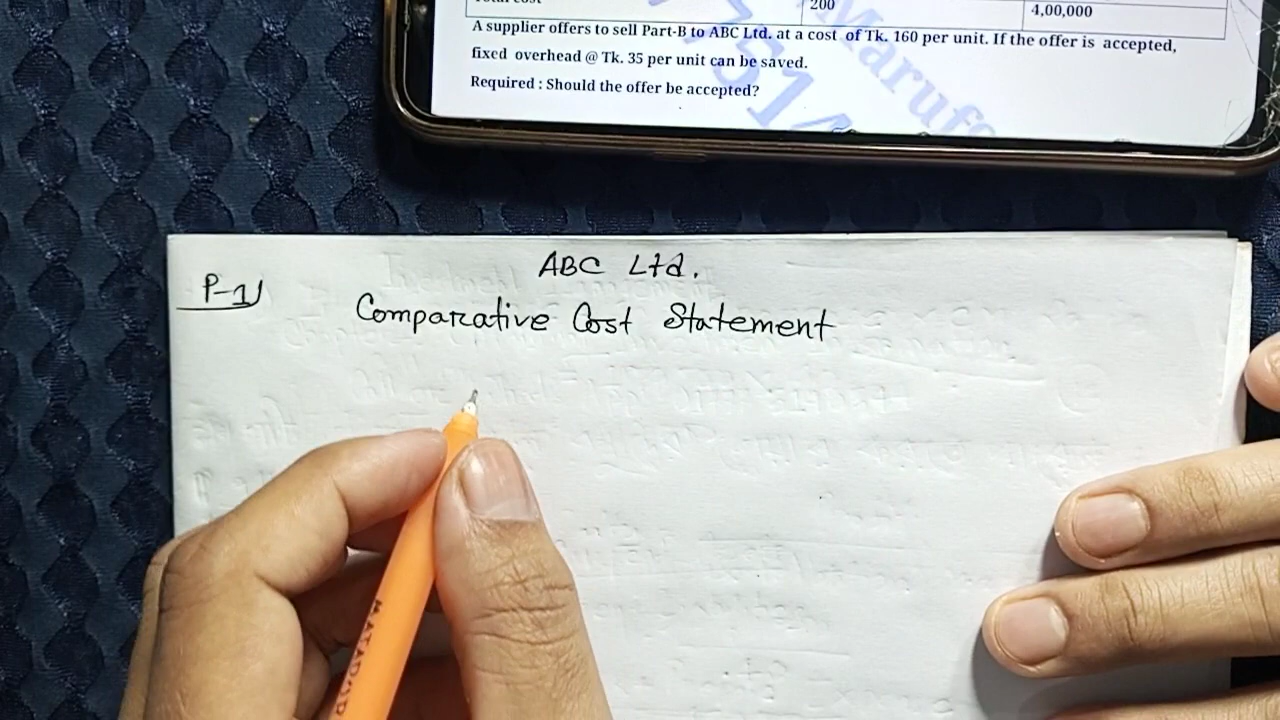 200
4,00,000
A supplier offers to sell Part-B to ABC Ltd. at a cost of Tk. 160 per unit. If the offer is accepted,
fixed overhead @ Tk. 35 per unit can be saved.
Required : Should the offer be accepted?
ABC Ltd.
P-1
Comparative Cost Statement
MATADOR